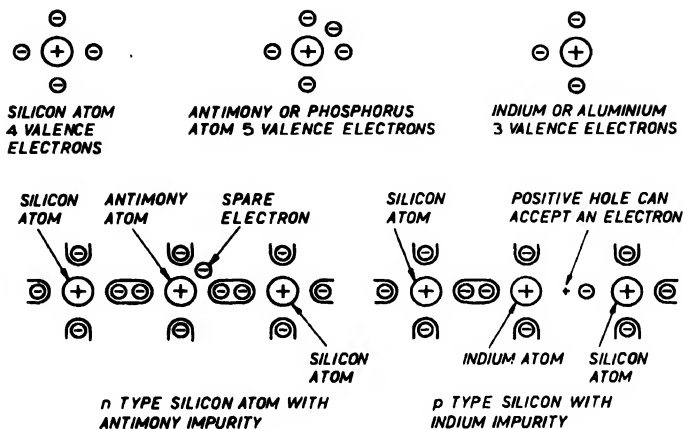 SILICON ATOM
4 VALENCE
ELECTRONS
ANTIMONY OR PHOSPHORUS
ATOM 5 VALENCE ELECTRONS
INDIUM OR ALUMINIUM
3 VALENCE ELECTRONS
SILICON
ATOM
ANTIMONY
ATOM
SPARE
ELECTRON
SILICON
ATOM
n TYPE SILICON ATOM WITH
ANTIMONY IMPURITY
SILICON
ATOM
POSITIVE HOLE CAN
ACCEPT AN ELECTRON
INDIUM ATOM
SILICON
ATOM
p TYPE SILICON WITH
INDIUM IMPURITY